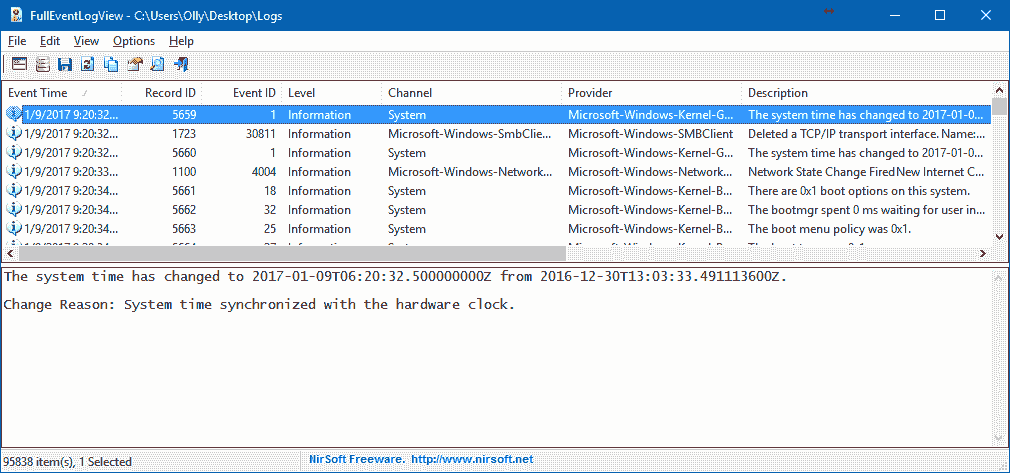 FullEventLogView - C:\Users\Olly\Desktop\Logs
File Edit View Options Help
Event Time Record ID Event ID Level Channel Provider Description
1/9/2017 9:20:32... 5659 1 Information System Microsoft-Windows-Kernel-G... The system time has changed to 2017-01-0...
1/9/2017 9:20:32... 1723 30811 Information Microsoft-Windows-SmbClie... Microsoft-Windows-SMBClient Deleted a TCP/IP transport interface. Name:...
1/9/2017 9:20:32... 5660 1 Information System Microsoft-Windows-Kernel-G... The system time has changed to 2017-01-0...
1/9/2017 9:20:33... 1100 4004 Information Microsoft-Windows-Network... Microsoft-Windows-Network... Network State Change Fired New Internet C...
1/9/2017 9:20:34... 5661 18 Information System Microsoft-Windows-Kernel-B... There are 0x1 boot options on this system.
1/9/2017 9:20:34... 5662 32 Information System Microsoft-Windows-Kernel-B... The bootmgr spent 0 ms waiting for user in...
1/9/2017 9:20:34... 5663 25 Information System Microsoft-Windows-Kernel-B... The boot menu policy was 0x1.
The system time has changed to 2017-01-09T06:20:32.500000000Z from 2016-12-30T13:03:33.491113600Z.
Change Reason: System time synchronized with the hardware clock.
95838 item(s), 1 Selected NirSoft Freeware. http://www.nirsoft.net